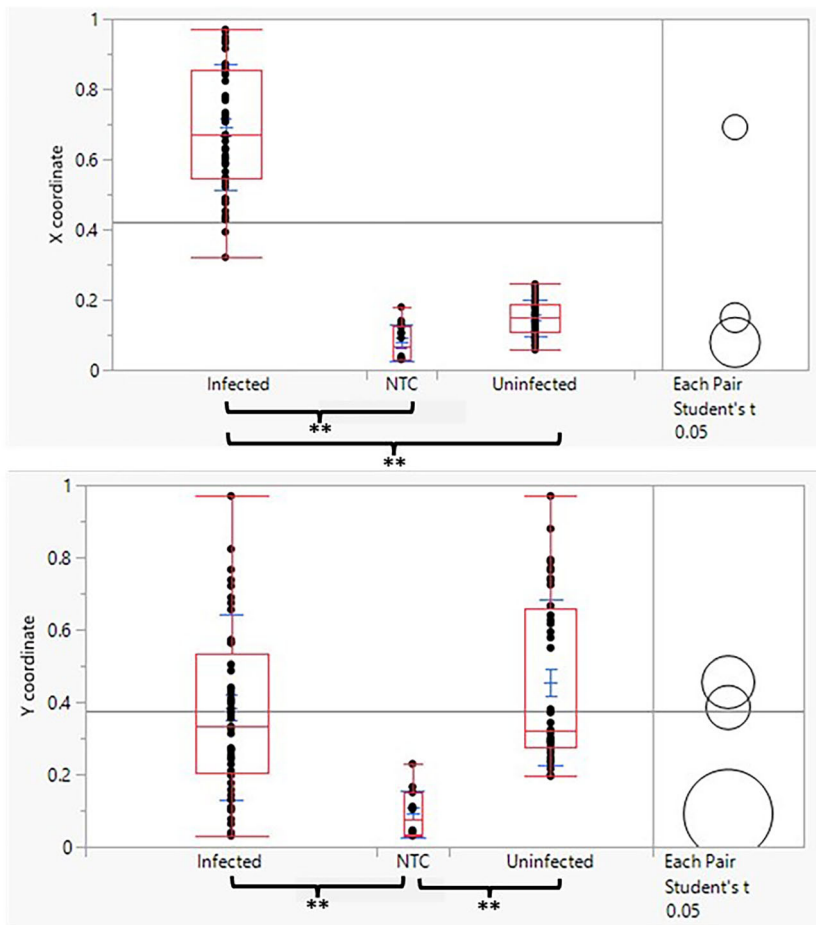 1
0.8
0.6
0.4
0.2
0
X coordinate
Infected
NTC
Uninfected
Each Pair
Student's t
0.05
**
**
1
0.8
0.6
0.4
0.2
0
Y coordinate
Infected
NTC
Uninfected
Each Pair
Student's t
0.05
**
**